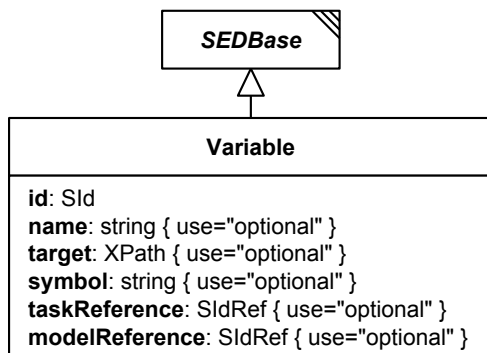 SEDBase
Variable
id: SId
name: string { use="optional" }
target: XPath { use="optional" }
symbol: string { use="optional" }
taskReference: SIdRef { use="optional" }
modelReference: SIdRef { use="optional" }